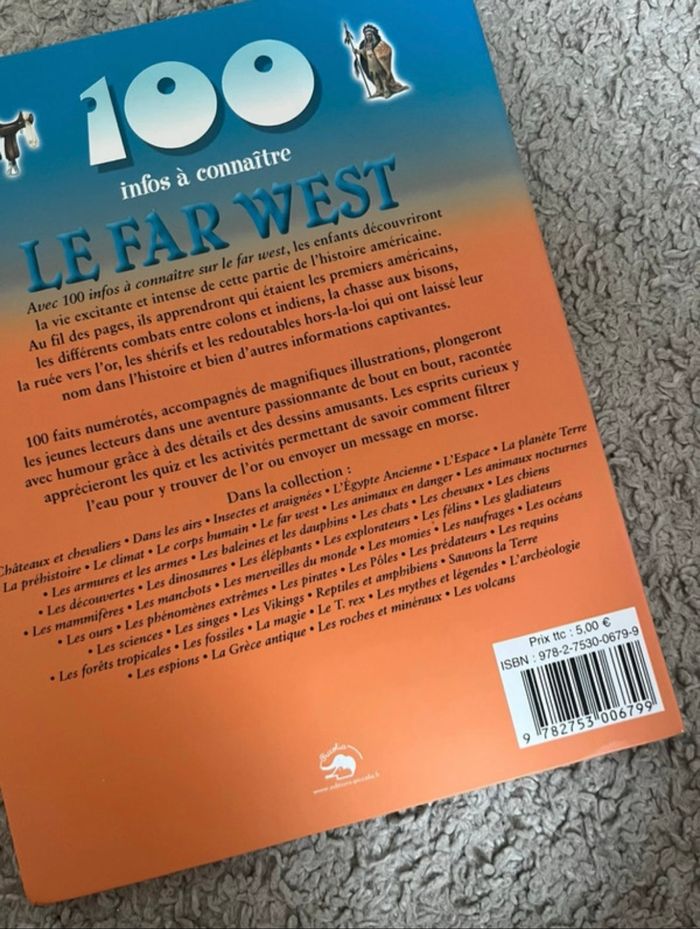 100
infos à connaître
LE FAR WEST
Avec 100 infos à connaître sur le far west, les enfants découvriront
la vie excitante et intense de cette partie de l'histoire américaine.
Au fil des pages, ils apprendront qui étaient les premiers américains,
les différents combats entre colons et indiens, la chasse aux bisons,
la ruée vers l'or, les shérifs et les redoutables hors-la-loi qui ont laissé leur
nom dans l'histoire et bien d'autres informations captivantes.
100 faits numérotés, accompagnés de magnifiques illustrations, plongeront
les jeunes lecteurs dans une aventure passionnante de bout en bout, racontée
avec humour grâce à des détails et des dessins amusants. Les esprits curieux y
apprécieront les quiz et les activités permettant de savoir comment filtrer
l'eau pour y trouver de l'or ou envoyer un message en morse.
Dans la collection :
Châteaux et chevaliers • Dans les airs • Insectes et araignées • L'Égypte Ancienne • L'Espace • La planète Terre
La préhistoire • Le climat • Le corps humain • Le far west • Les animaux en danger • Les animaux nocturnes
• Les armures et les armes • Les baleines et les dauphins • Les chats • Les chevaux • Les chiens
• Les découvertes • Les dinosaures • Les éléphants • Les explorateurs • Les félins • Les gladiateurs
• Les mammifères • Les manchots • Les merveilles du monde • Les momies • Les naufrages • Les océans
• Les ours • Les phénomènes extrêmes • Les pirates • Les Pôles • Les prédateurs • Les requins
• Les sciences • Les singes • Les Vikings • Reptiles et amphibiens • Sauvons la Terre
• Les forêts tropicales • Les fossiles • La magie • Le T. rex • Les mythes et légendes • L'archéologie
• Les espions • La Grèce antique • Les roches et minéraux • Les volcans
Prix ttc : 5,00 €
ISBN : 978-2-7530-0679-9
9 782753 006799
Piccolia
www.editions-piccolia.fr